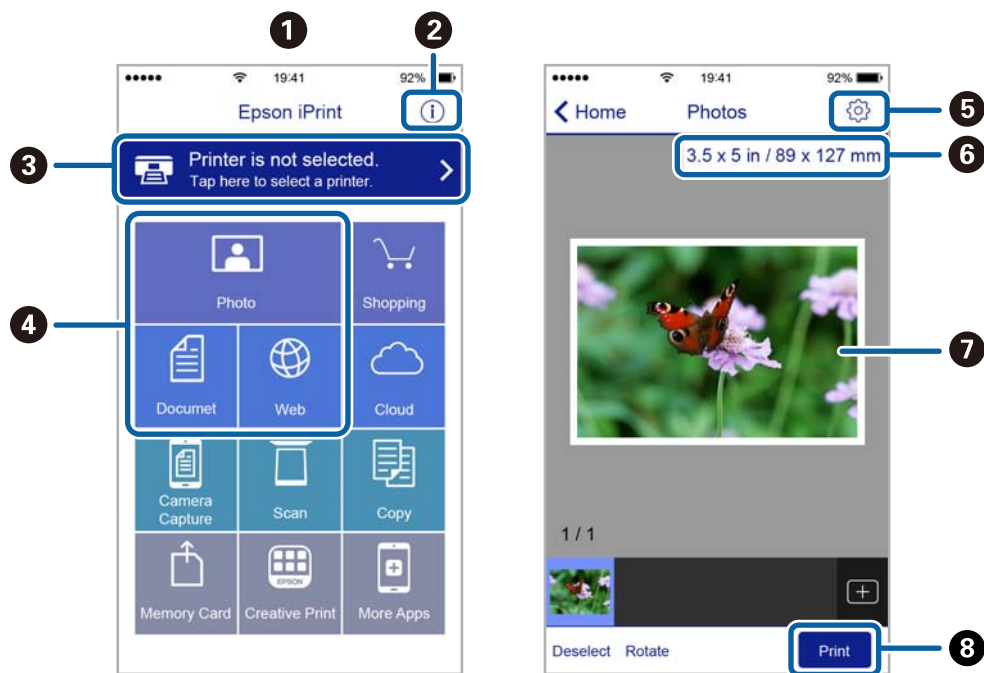 1
2
19:41
92%
Epson iPrint
3
Printer is not selected.
Tap here to select a printer.
4
Photo
Shopping
Documet
Web
Cloud
Camera
Capture
Scan
Copy
EPSON
Memory Card
Creative Print
More Apps
19:41
92%
Home
Photos
5
3.5 x 5 in / 89 x 127 mm
6
7
1 / 1
Deselect
Rotate
Print
8